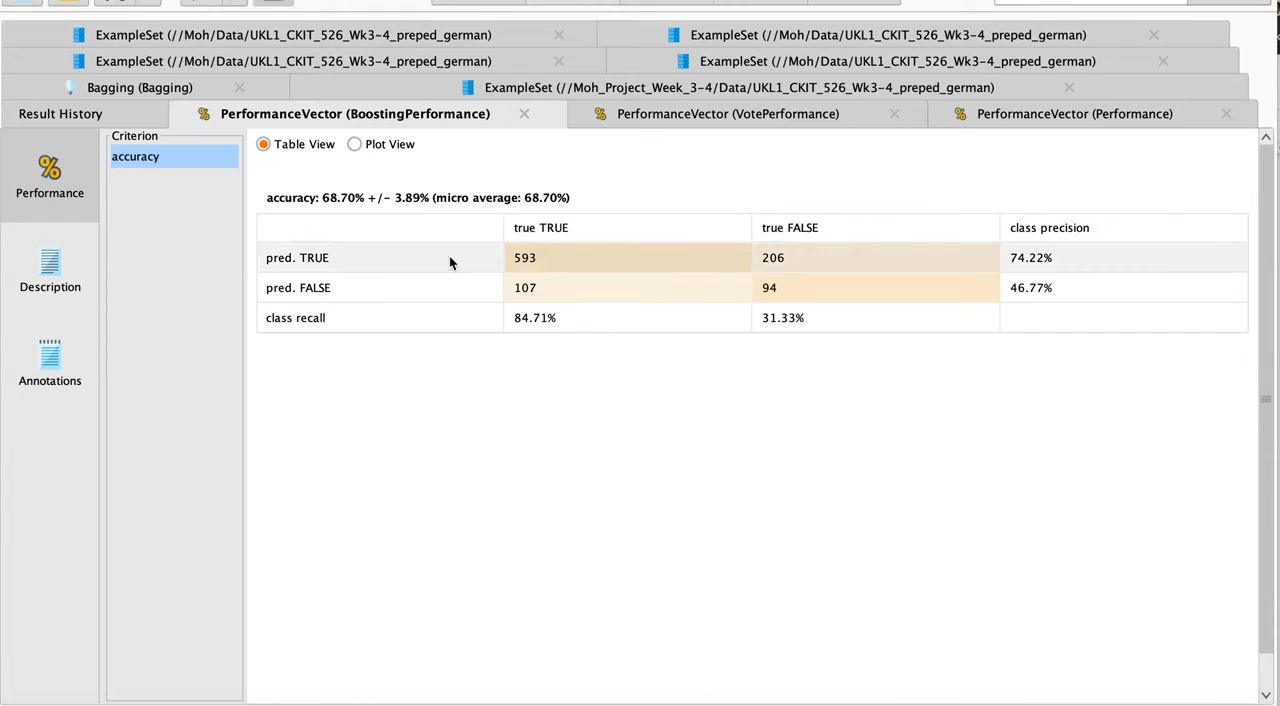 ExampleSet (//Moh/Data/UKL1_CKIT_526_Wk3-4_preped_german) ExampleSet (//Moh/Data/UKL1_CKIT_526_Wk3-4_preped_german)
ExampleSet (//Moh/Data/UKL1_CKIT_526_Wk3-4_preped_german) ExampleSet (//Moh/Data/UKL1_CKIT_526_Wk3-4_preped_german)
Bagging (Bagging) ExampleSet (//Moh_Project_Week_3-4/Data/UKL1_CKIT_526_Wk3-4_preped_german)
Result History PerformanceVector (BoostingPerformance) PerformanceVector (VotePerformance) PerformanceVector (Performance)
Criterion
accuracy
Performance
Description
Annotations
Table View Plot View
accuracy: 68.70% +/- 3.89% (micro average: 68.70%)
true TRUE true FALSE class precision
pred. TRUE 593 206 74.22%
pred. FALSE 107 94 46.77%
class recall 84.71% 31.33%